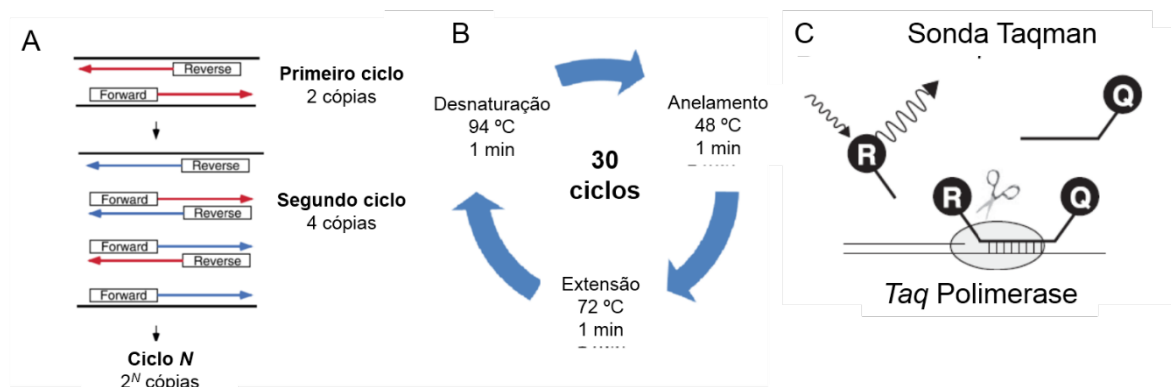 A
Reverse
Forward
Primeiro ciclo
2 cópias
Reverse
Forward
Reverse
Forward
Reverse
Forward
Segundo ciclo
4 cópias
Ciclo N
2ᴺ cópias
B
Desnaturação
94 ºC
1 min
Anelamento
48 ºC
1 min
30
ciclos
Extensão
72 ºC
1 min
C
Sonda Taqman
Q
R
R
Q
Taq Polimerase